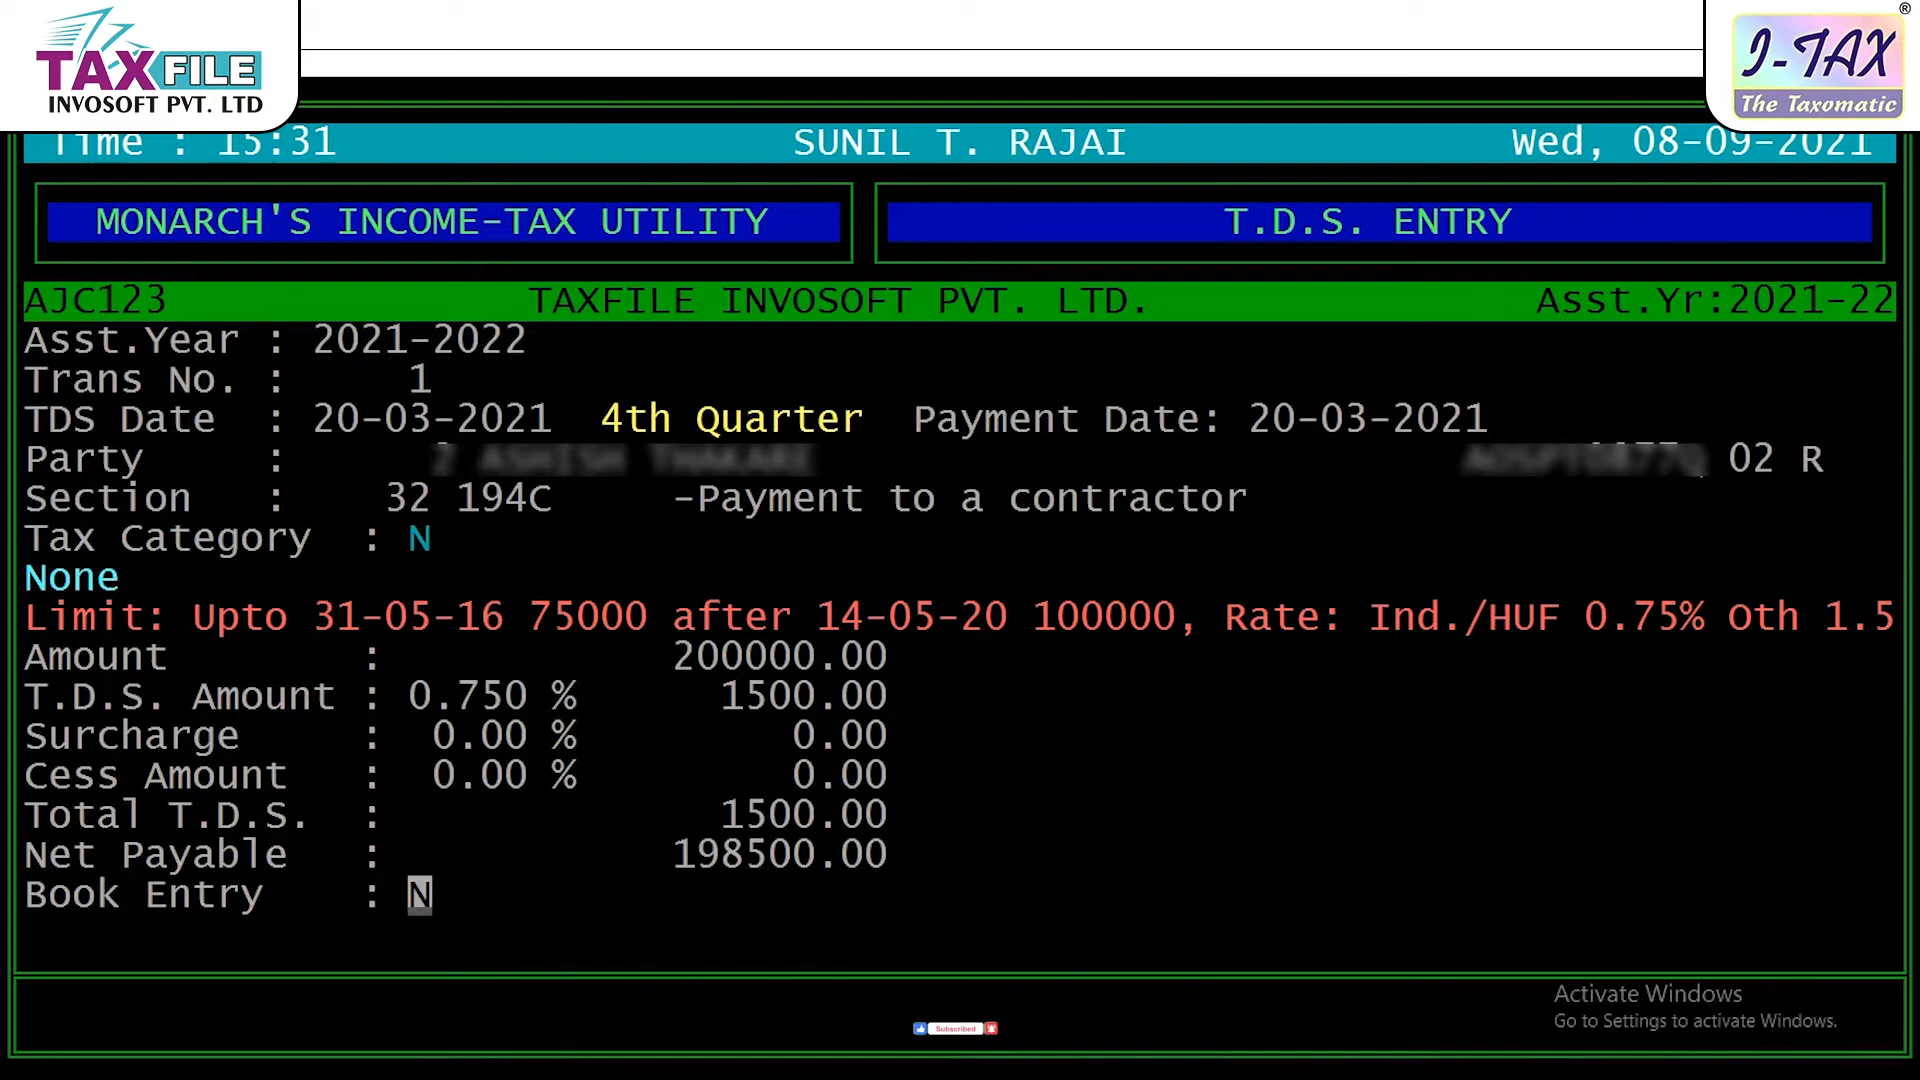 TAXFILE
INVOSOFT PVT. LTD
I-TAX ®
The Taxomatic
Time : 15:31 SUNIL T. RAJAI Wed, 08-09-2021
MONARCH'S INCOME-TAX UTILITY T.D.S. ENTRY
AJC123 TAXFILE INVOSOFT PVT. LTD. Asst.Yr:2021-22
Asst.Year : 2021-2022
Trans No. : 1
TDS Date : 20-03-2021 4th Quarter Payment Date: 20-03-2021
Party : 02 R
Section : 32 194C -Payment to a contractor
Tax Category : N
None
Limit: Upto 31-05-16 75000 after 14-05-20 100000, Rate: Ind./HUF 0.75% Oth 1.5
Amount : 200000.00
T.D.S. Amount : 0.750 % 1500.00
Surcharge : 0.00 % 0.00
Cess Amount : 0.00 % 0.00
Total T.D.S. : 1500.00
Net Payable : 198500.00
Book Entry : N
Activate Windows
Go to Settings to activate Windows.
Subscribed